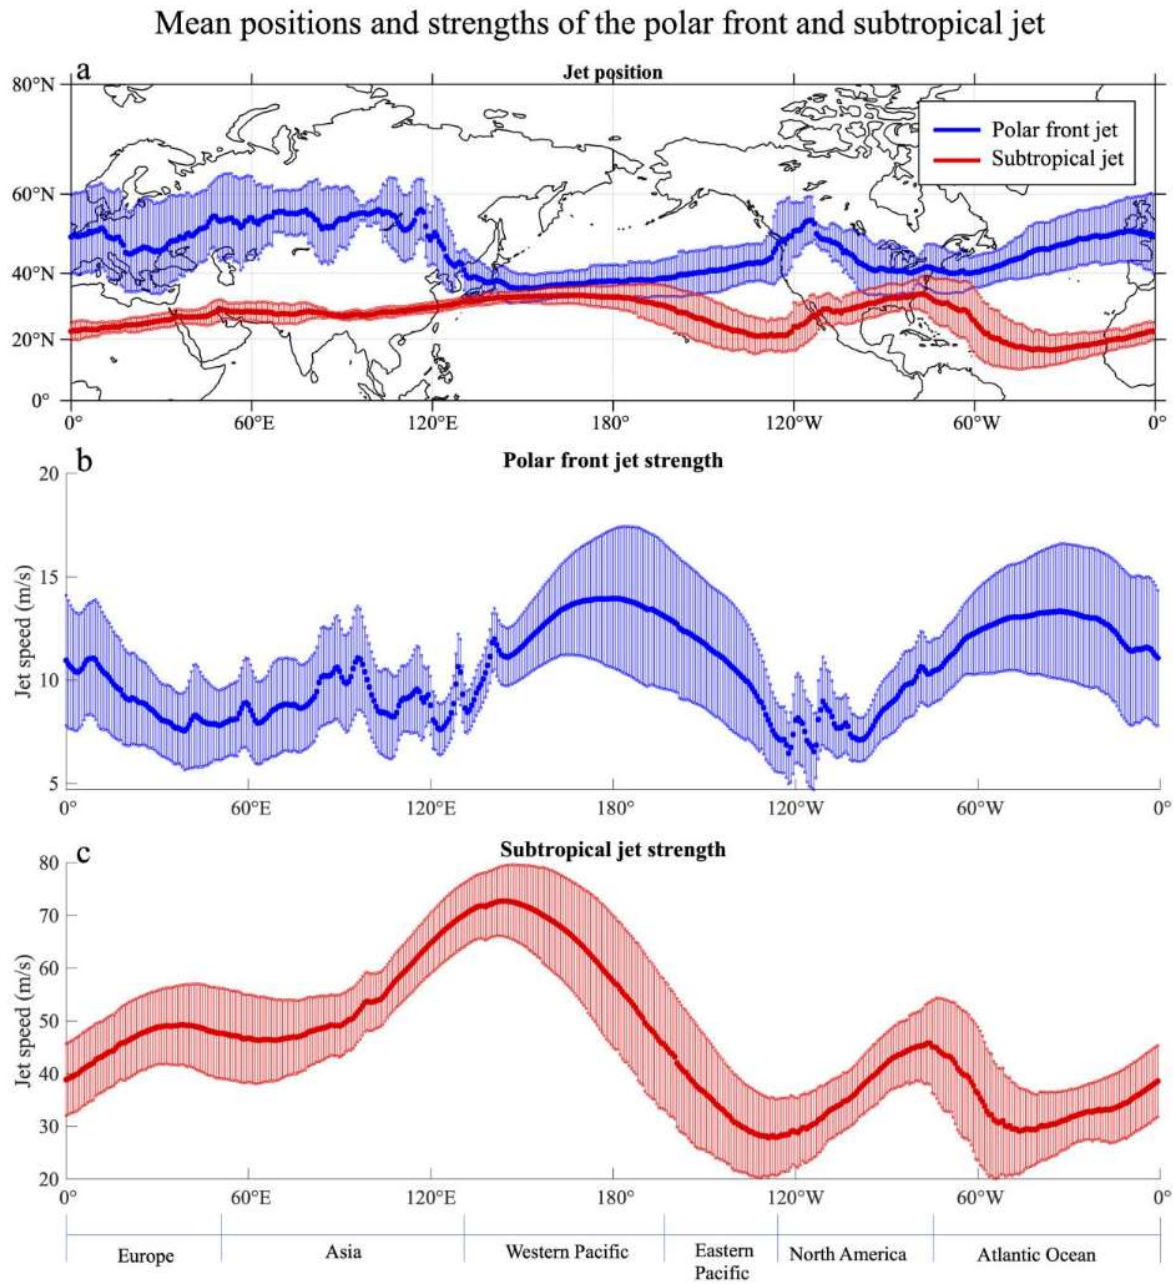 Mean positions and strengths of the polar front and subtropical jet
a
Jet position
80°N
60°N
40°N
20°N
0°
Polar front jet
Subtropical jet
0° 60°E 120°E 180° 120°W 60°W 0°
b
Polar front jet strength
20
15
10
5
Jet speed (m/s)
0° 60°E 120°E 180° 120°W 60°W 0°
c
Subtropical jet strength
80
70
60
50
40
30
20
Jet speed (m/s)
0° 60°E 120°E 180° 120°W 60°W 0°
Europe Asia Western Pacific Eastern North America Atlantic Ocean
Pacific